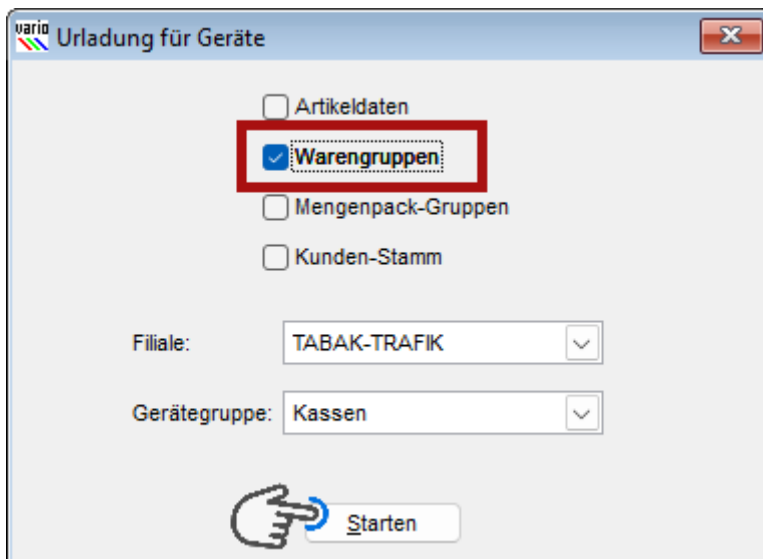 vario
Urladung für Geräte
Artikeldaten
Warengruppen
Mengenpack-Gruppen
Kunden-Stamm
Filiale: TABAK-TRAFIK
Gerätegruppe: Kassen
Starten